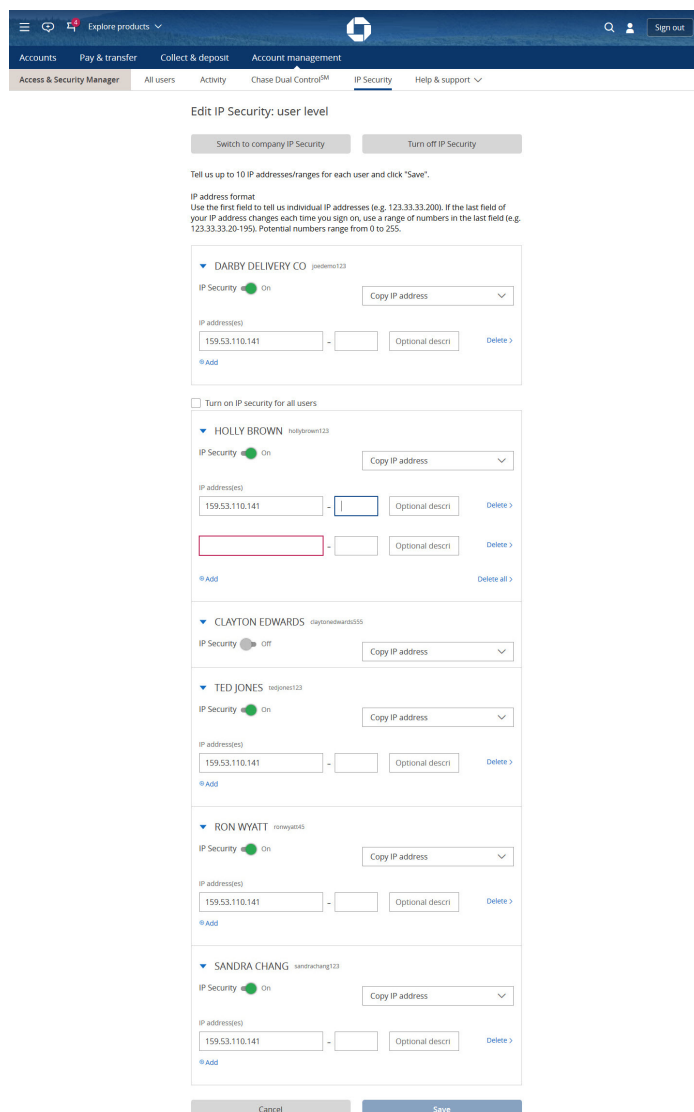 4 Explore products Sign out
Accounts Pay & transfer Collect & deposit Account management
Access & Security Manager All users Activity Chase Dual Control℠ IP Security Help & support
Edit IP Security: user level
Switch to company IP Security Turn off IP Security
Tell us up to 10 IP addresses/ranges for each user and click "Save".
IP address format
Use the first field to tell us individual IP addresses (e.g. 123.33.33.200). If the last field of
your IP address changes each time you sign on, use a range of numbers in the last field (e.g.
123.33.33.20-195). Potential numbers range from 0 to 255.
DARBY DELIVERY CO joedemo123
IP Security On
Copy IP address
IP address(es)
159.53.110.141 – Optional descri Delete >
Add
Turn on IP security for all users
HOLLY BROWN hollybrown123
IP Security On
Copy IP address
IP address(es)
159.53.110.141 – Optional descri Delete >
– Optional descri Delete >
Add Delete all >
CLAYTON EDWARDS claytonedwards555
IP Security Off
Copy IP address
TED JONES tedjones123
IP Security On
Copy IP address
IP address(es)
159.53.110.141 – Optional descri Delete >
Add
RON WYATT ronwyatt45
IP Security On
Copy IP address
IP address(es)
159.53.110.141 – Optional descri Delete >
Add
SANDRA CHANG sandrachang123
IP Security On
Copy IP address
IP address(es)
159.53.110.141 – Optional descri Delete >
Add
Cancel Save